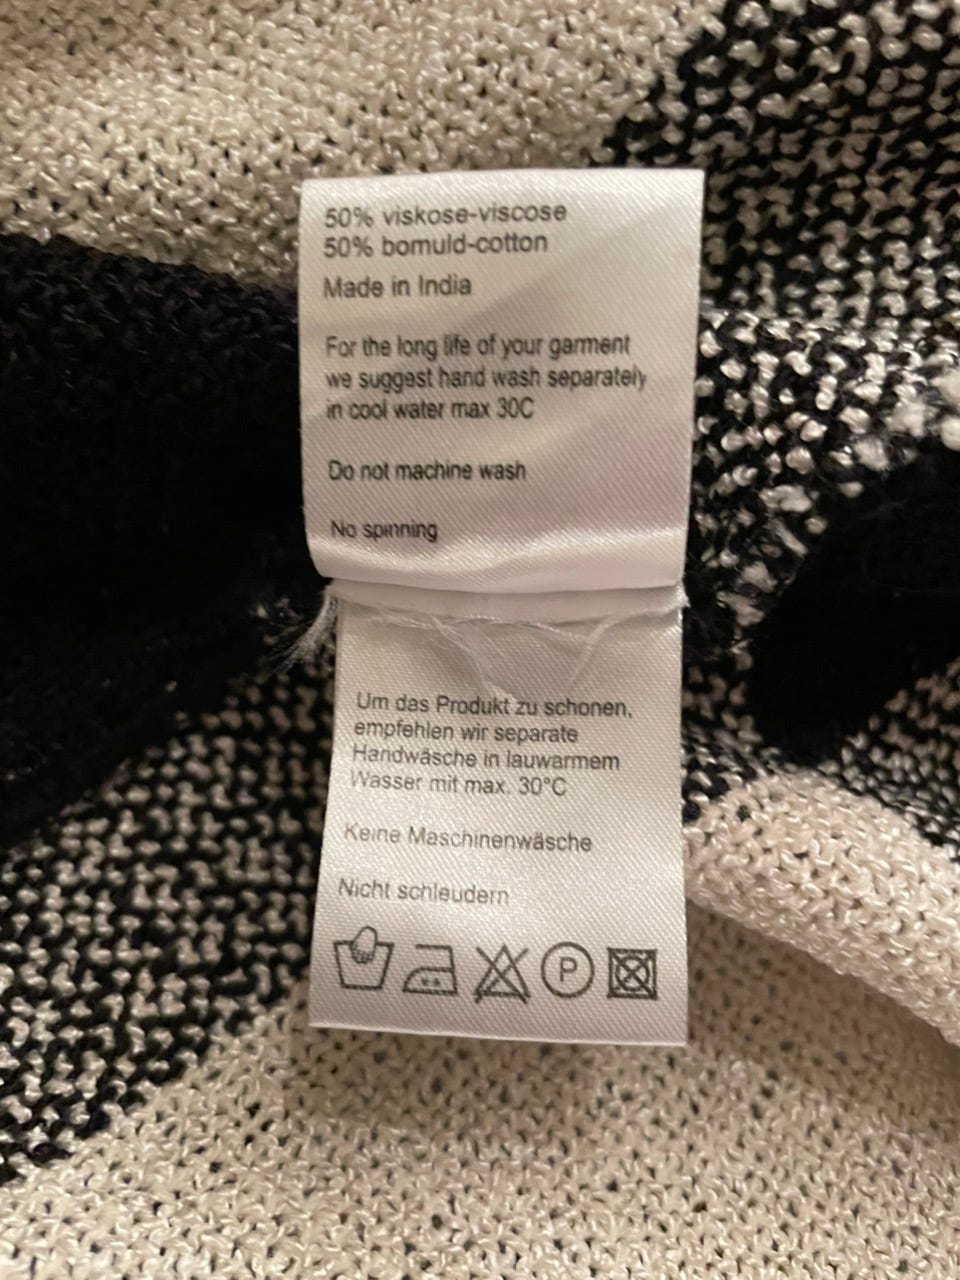 50% viskose-viscose
50% bomuld-cotton
Made in India
For the long life of your garment
we suggest hand wash separately
in cool water max 30C
Do not machine wash
No spinning
Um das Produkt zu schonen,
empfehlen wir separate
Handwäsche in lauwarmem
Wasser mit max. 30°C
Keine Maschinenwäsche
Nicht schleudern
P